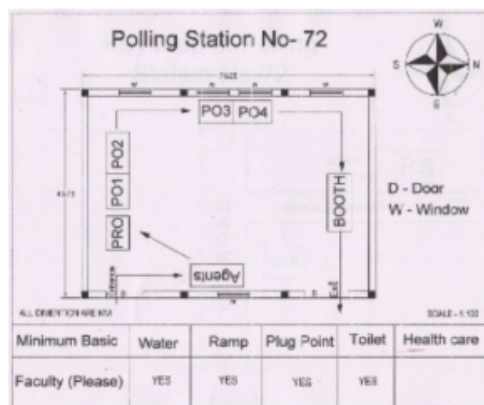 Polling Station No- 72
W
S
N
E
W
W
W
W
PO3 PO4
PO2
PO1
PRO
BOOTH
D - Door
W - Window
Agents
D
D
W
ALL DIMENTION ARE MM
SCALE - 1:100
Minimum Basic Water Ramp Plug Point Toilet Health care
Faculty (Please) YES YES YES YES